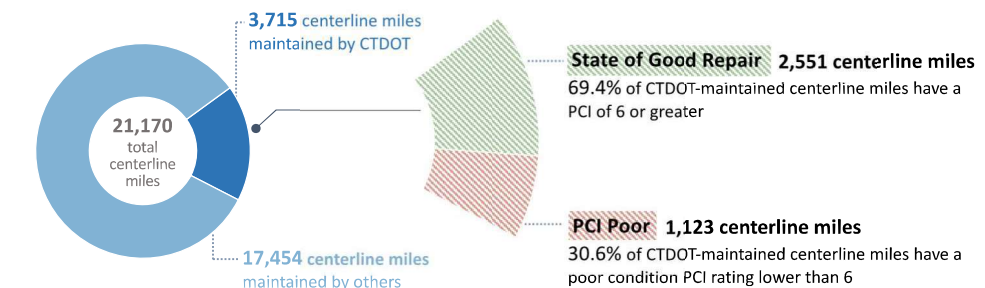 3,715 centerline miles
maintained by CTDOT
21,170
total
centerline
miles
17,454 centerline miles
maintained by others
State of Good Repair 2,551 centerline miles
69.4% of CTDOT-maintained centerline miles have a
PCI of 6 or greater
PCI Poor 1,123 centerline miles
30.6% of CTDOT-maintained centerline miles have a
poor condition PCI rating lower than 6